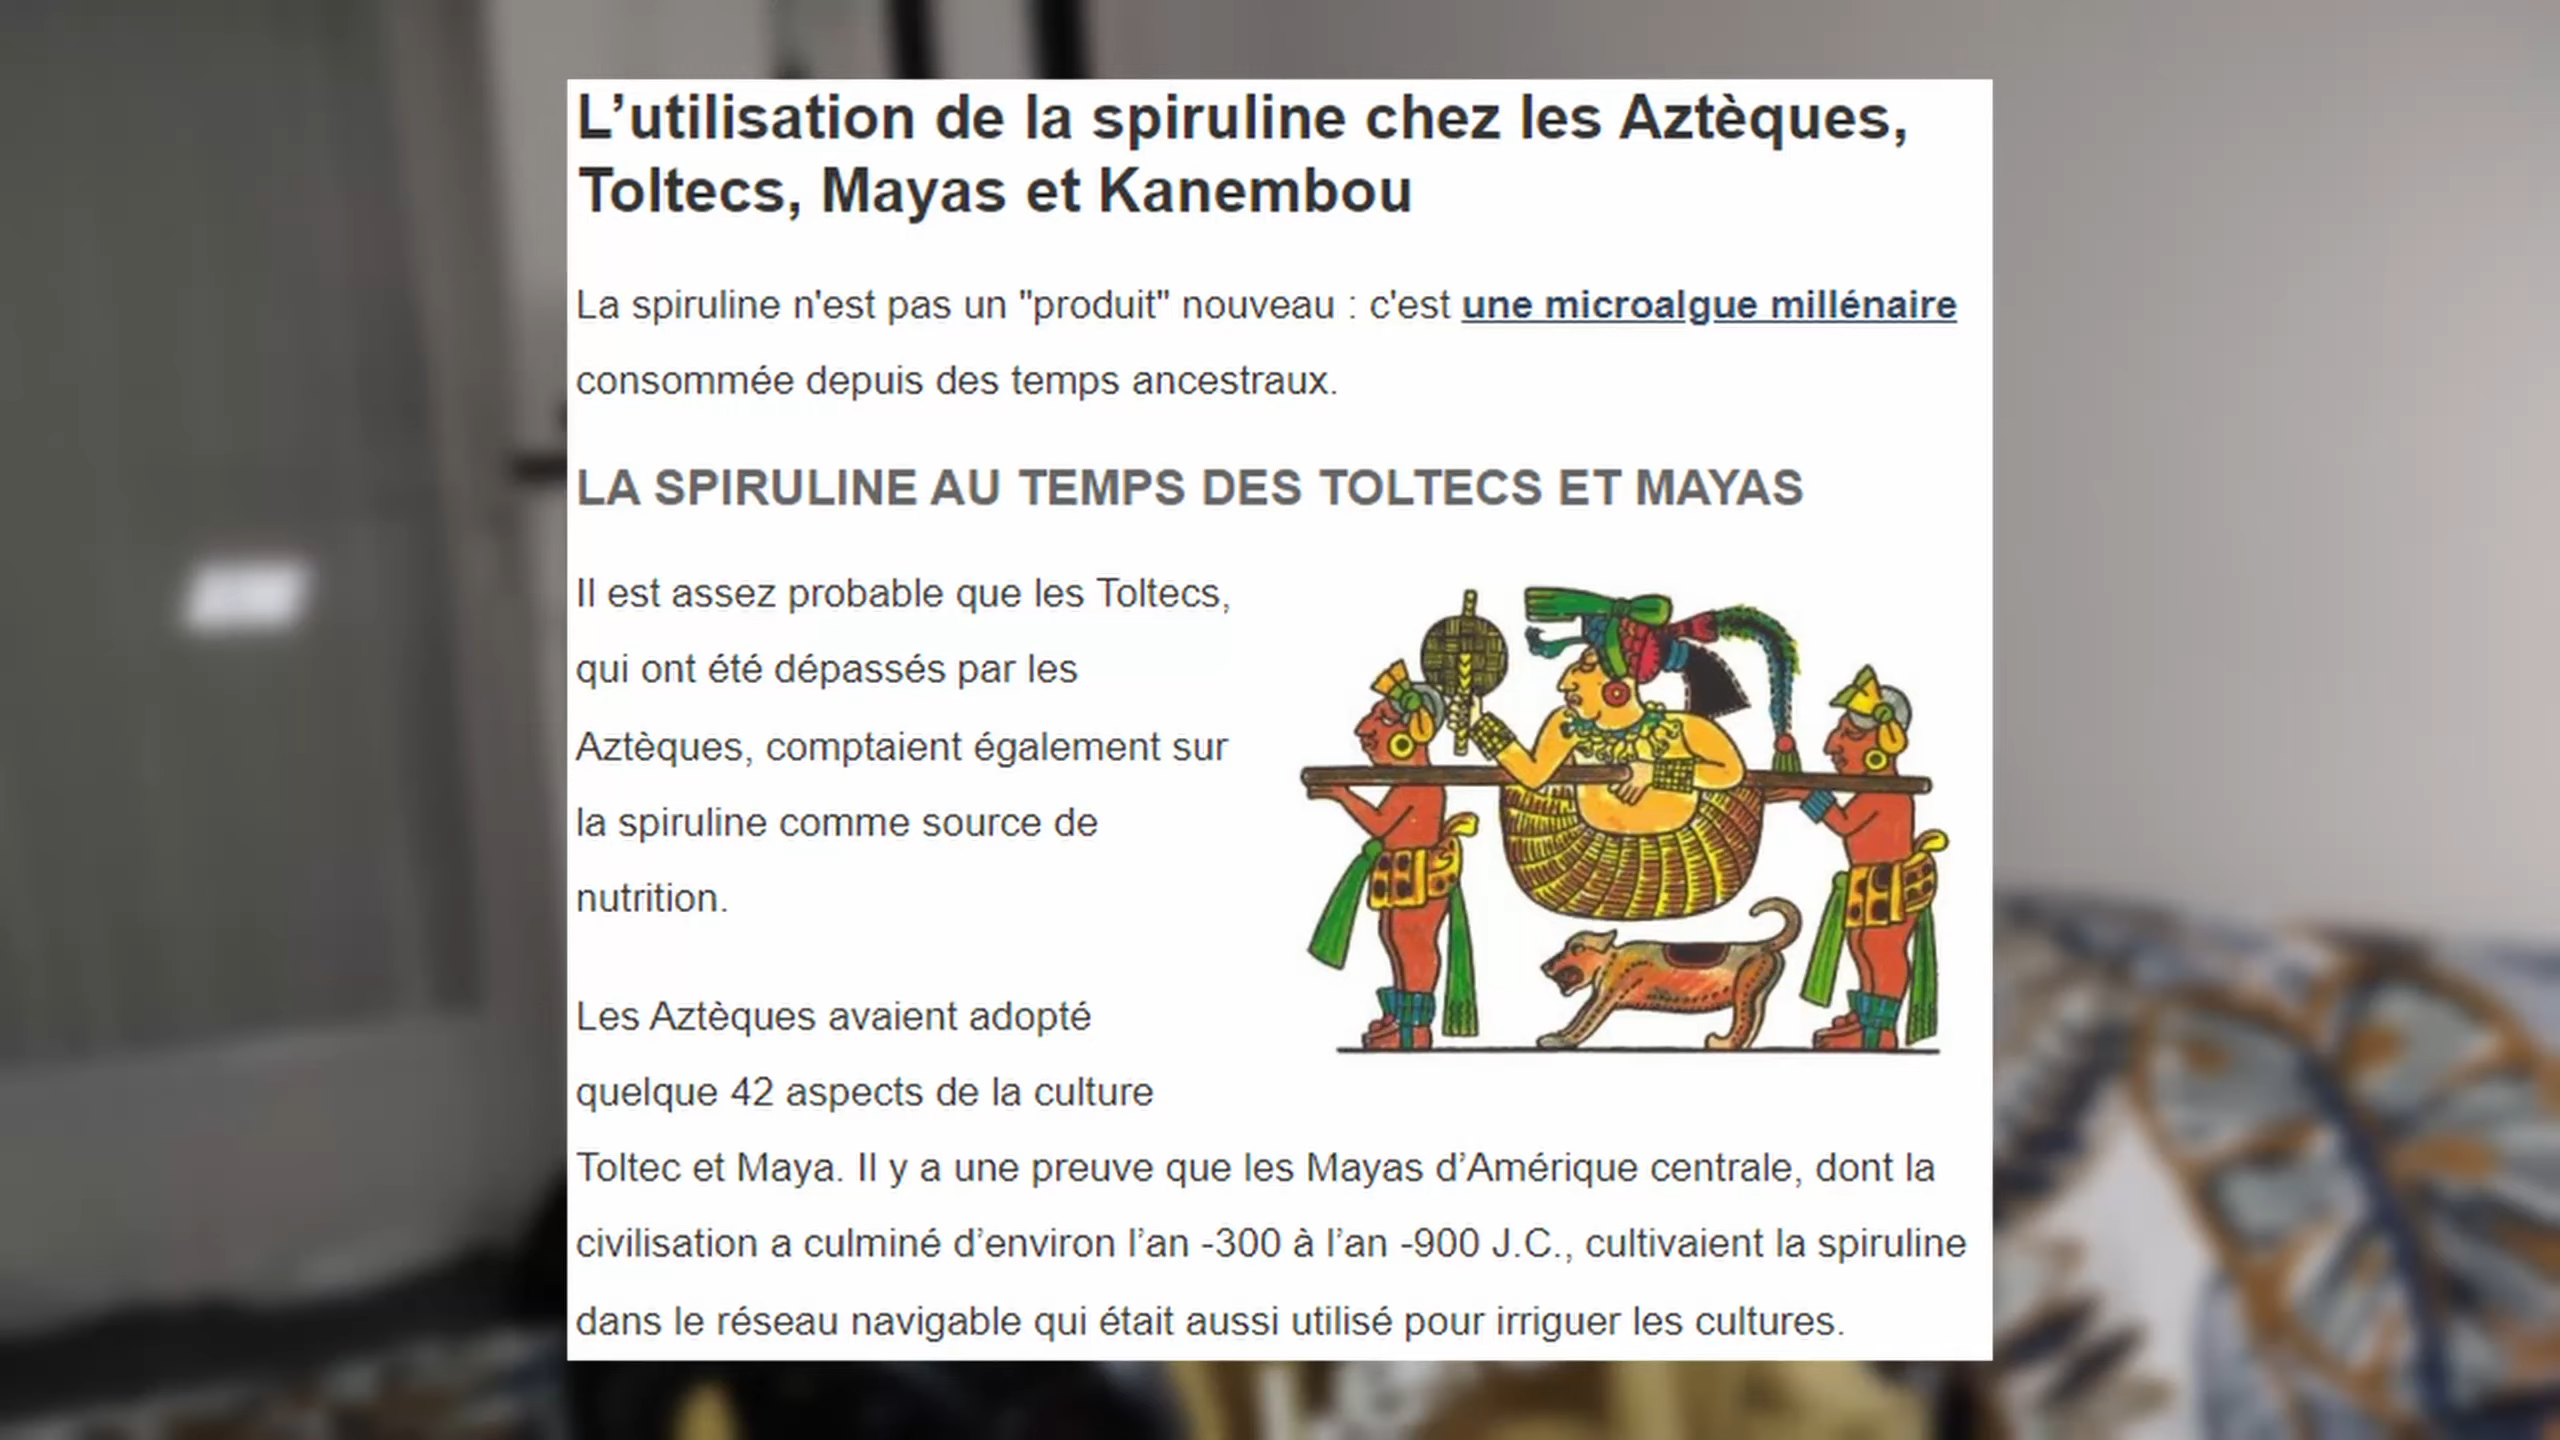 L’utilisation de la spiruline chez les Aztèques,
Toltecs, Mayas et Kanembou
La spiruline n'est pas un "produit" nouveau : c'est une microalgue millénaire
consommée depuis des temps ancestraux.
LA SPIRULINE AU TEMPS DES TOLTECS ET MAYAS
Il est assez probable que les Toltecs,
qui ont été dépassés par les
Aztèques, comptaient également sur
la spiruline comme source de
nutrition.
Les Aztèques avaient adopté
quelque 42 aspects de la culture
Toltec et Maya. Il y a une preuve que les Mayas d’Amérique centrale, dont la
civilisation a culminé d’environ l’an -300 à l’an -900 J.C., cultivaient la spiruline
dans le réseau navigable qui était aussi utilisé pour irriguer les cultures.